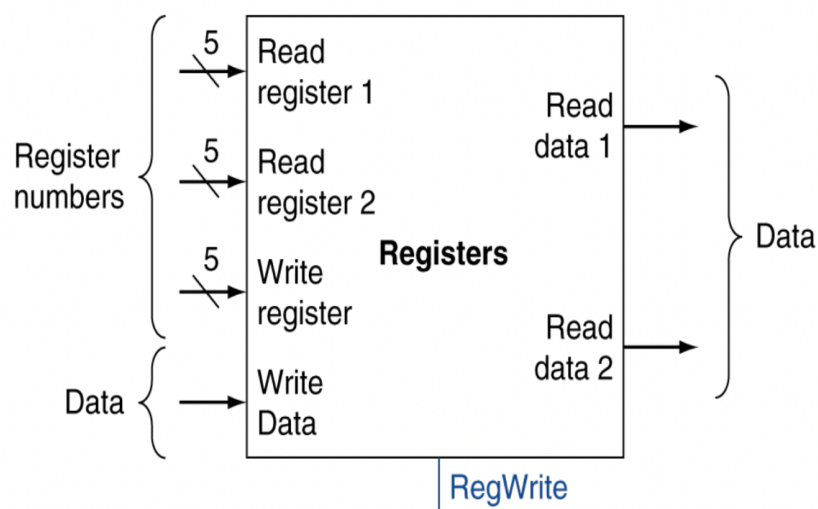 Register
numbers
Data
5
Read
register 1
5
Read
register 2
5
Write
register
Write
Data
Registers
Read
data 1
Read
data 2
Data
RegWrite